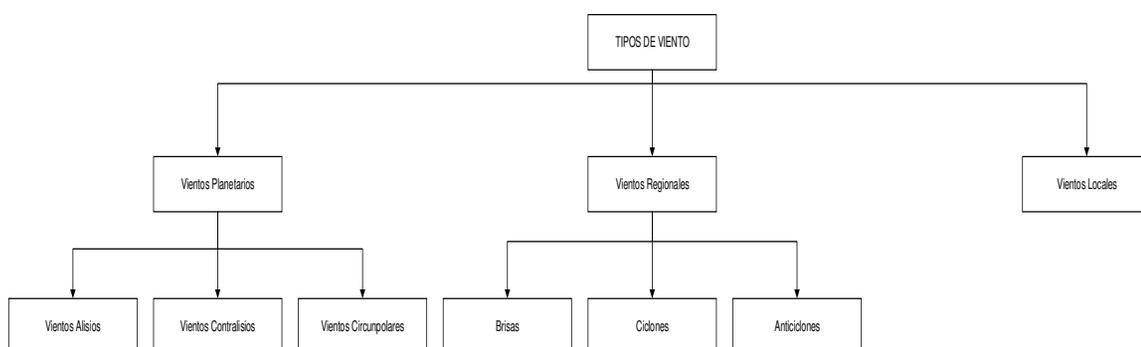 TIPOS DE VIENTO
Vientos Planetarios
Vientos Regionales
Vientos Locales
Vientos Alisios
Vientos Contralisios
Vientos Circunpolares
Brisas
Ciclones
Anticiclones